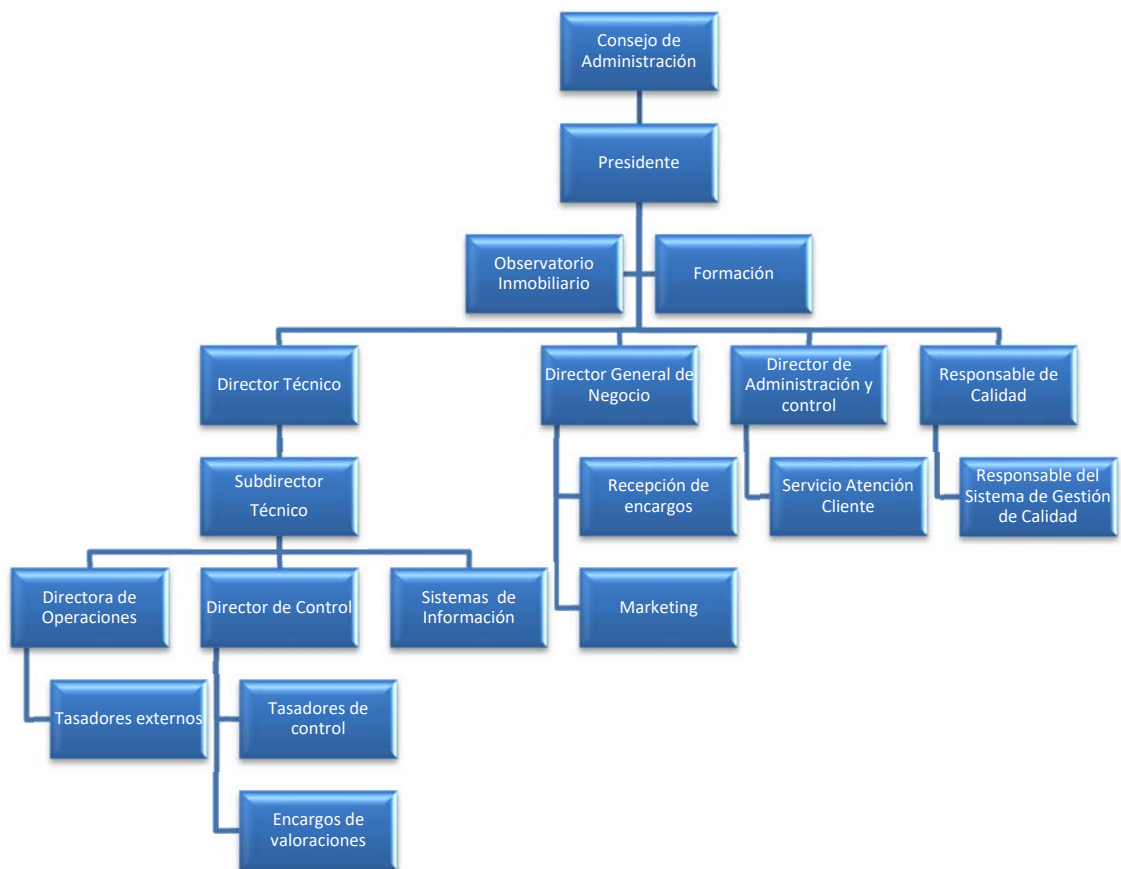 Consejo de
Administración
Presidente
Observatorio
Inmobiliario
Formación
Director Técnico
Director General de
Negocio
Director de
Administración y
control
Responsable de
Calidad
Subdirector
Técnico
Recepción de
encargos
Servicio Atención
Cliente
Responsable del
Sistema de Gestión
de Calidad
Directora de
Operaciones
Director de Control
Sistemas de
Información
Marketing
Tasadores externos
Tasadores de
control
Encargos de
valoraciones